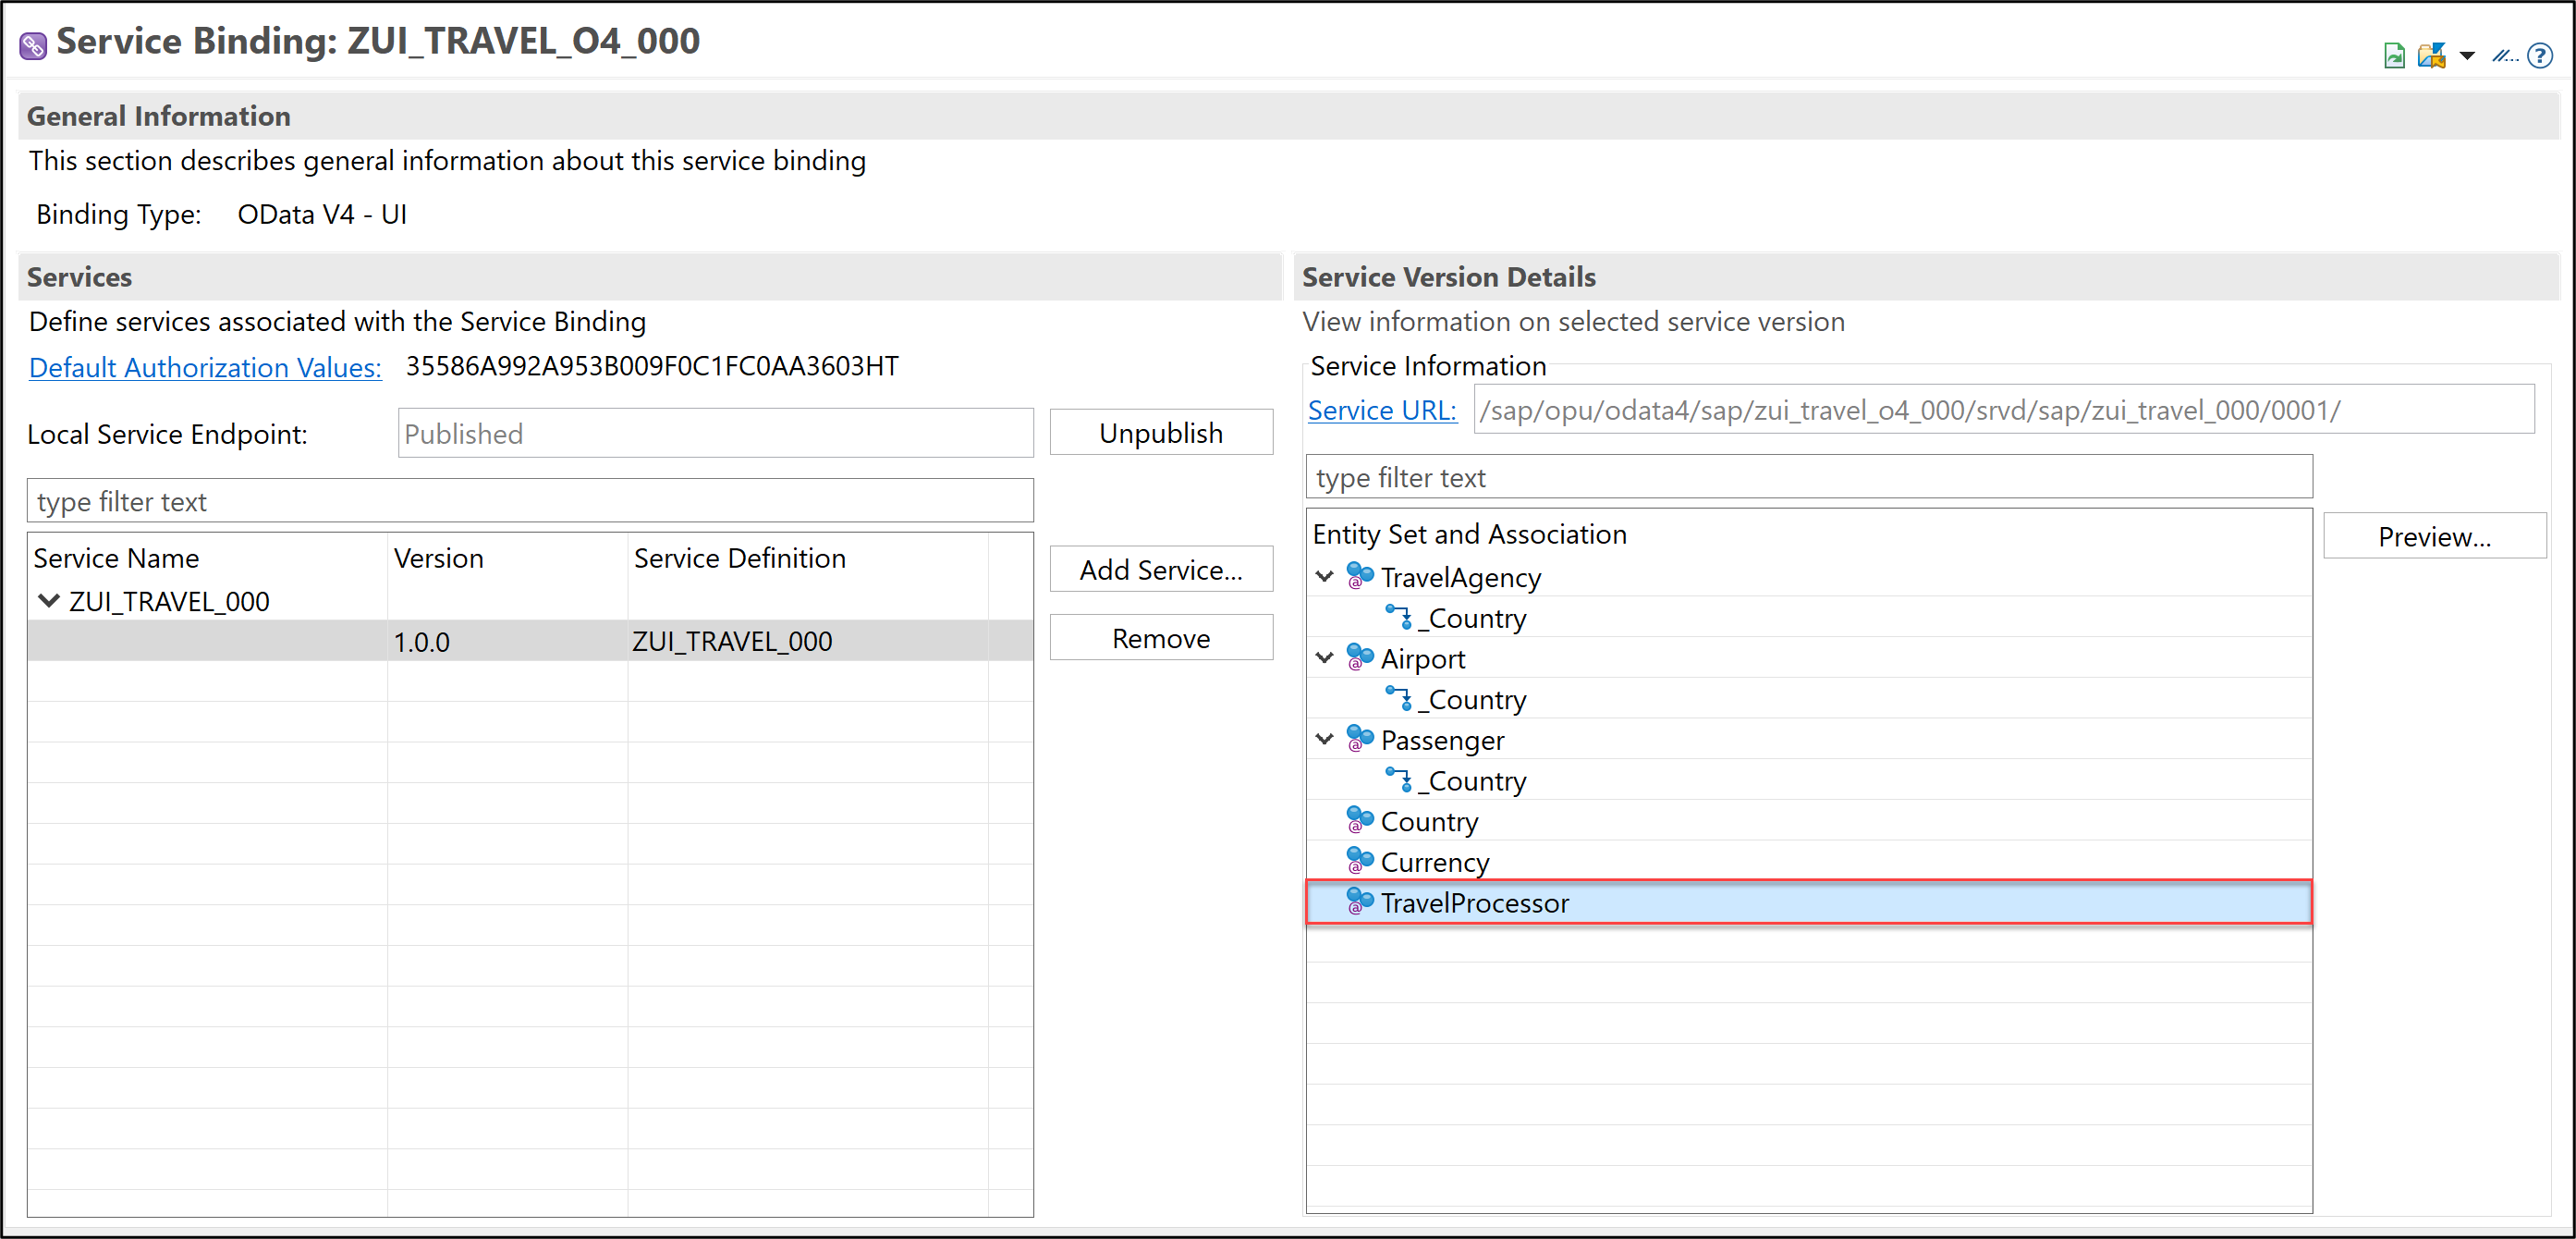 Service Binding: ZUI_TRAVEL_O4_000
General Information
This section describes general information about this service binding
Binding Type: OData V4 - UI
Services
Define services associated with the Service Binding
Default Authorization Values: 35586A992A953B009F0C1FC0AA3603HT
Local Service Endpoint: Published Unpublish
type filter text
Service Name Version Service Definition
ZUI_TRAVEL_000
1.0.0 ZUI_TRAVEL_000
Add Service...
Remove
Service Version Details
View information on selected service version
Service Information
Service URL: /sap/opu/odata4/sap/zui_travel_o4_000/srvd/sap/zui_travel_000/0001/
type filter text
Entity Set and Association
Preview...
TravelAgency
_Country
Airport
_Country
Passenger
_Country
Country
Currency
TravelProcessor